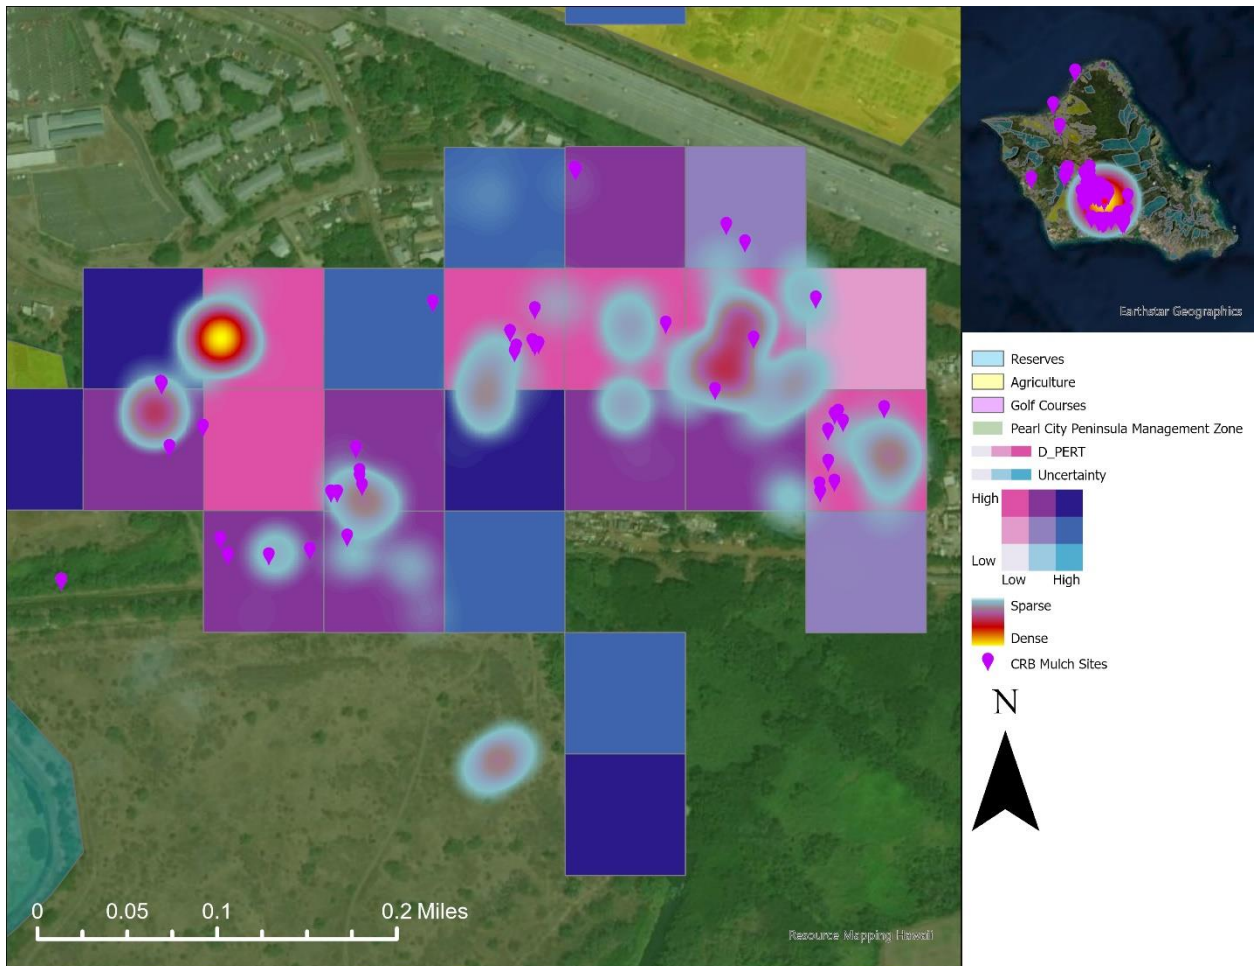 Earthstar Geographics
Reserves
Agriculture
Golf Courses
Pearl City Peninsula Management Zone
D_PERT
Uncertainty
High
Low
Low High
Sparse
Dense
CRB Mulch Sites
N
0 0.05 0.1 0.2 Miles
Resource Mapping Hawaii